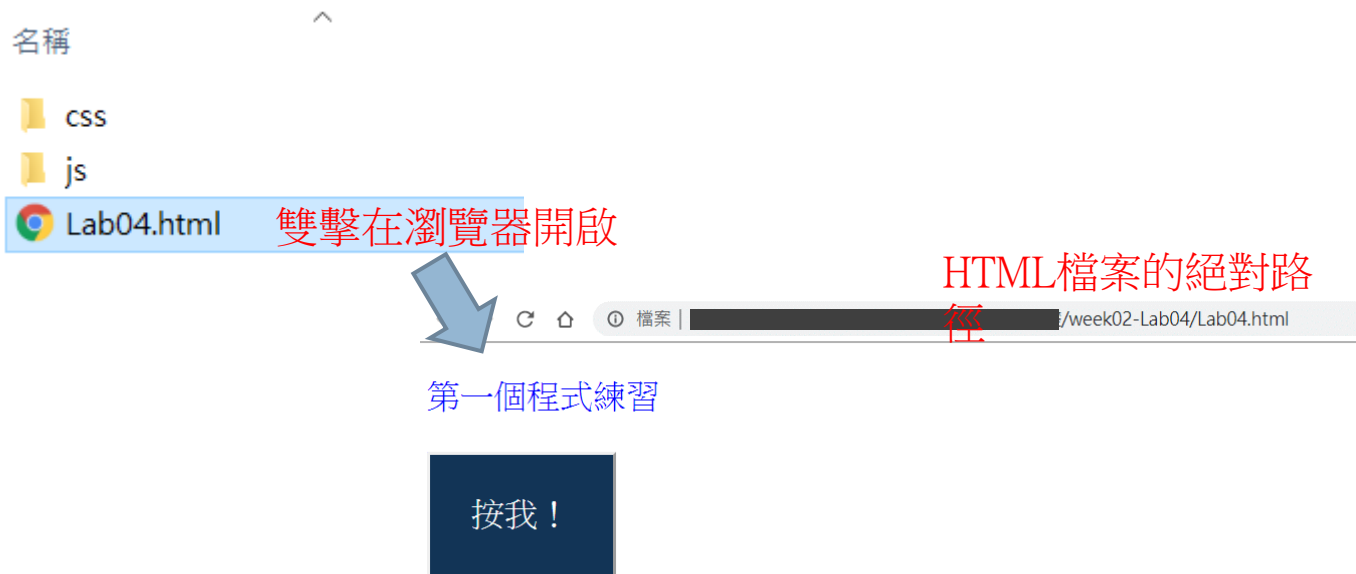 名稱
css
js
Lab04.html
雙擊在瀏覽器開啟
HTML檔案的絕對路
徑
檔案 | /week02-Lab04/Lab04.html
第一個程式練習
按我！